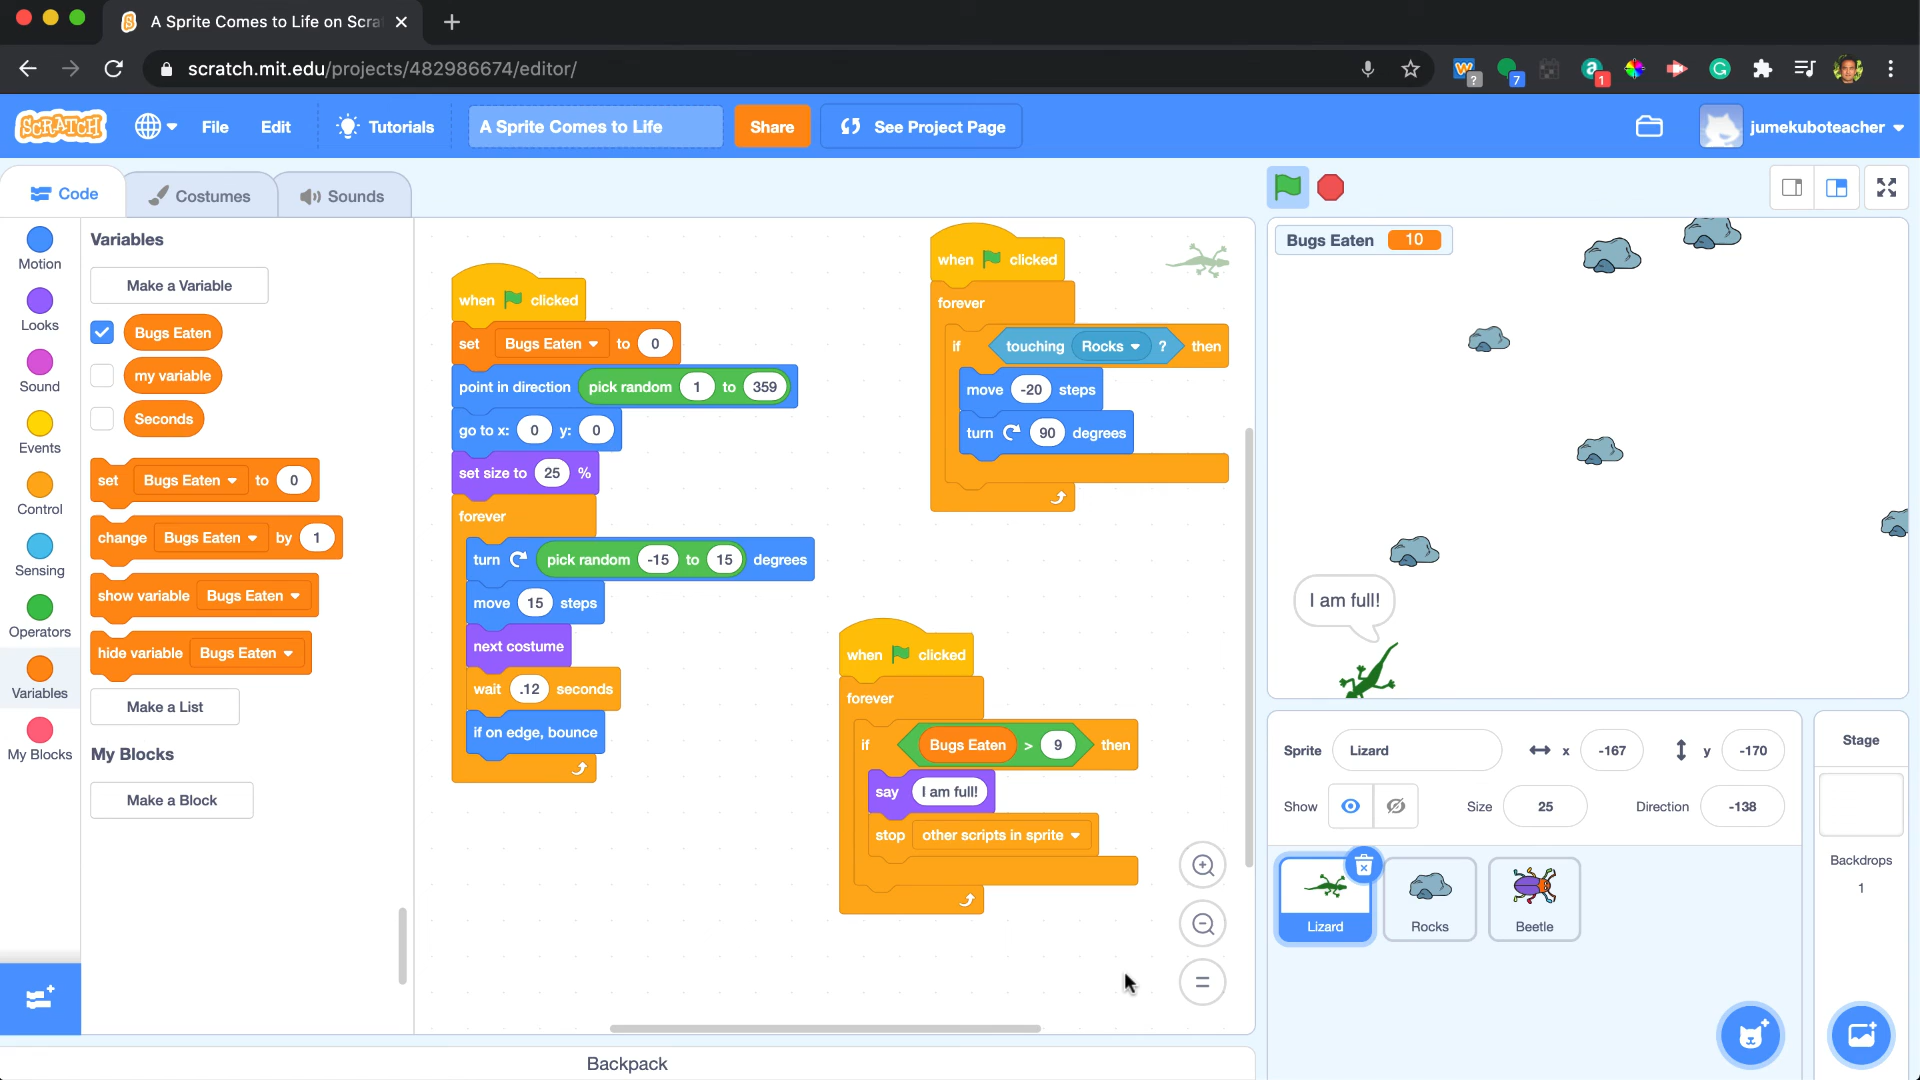 A Sprite Comes to Life on Scra
scratch.mit.edu/projects/482986674/editor/
?
7
1
SCRATCH
File
Edit
Tutorials
A Sprite Comes to Life
Share
See Project Page
jumekuboteacher
Code
Costumes
Sounds
Motion
Looks
Sound
Events
Control
Sensing
Operators
Variables
My Blocks
Variables
Make a Variable
Bugs Eaten
my variable
Seconds
set Bugs Eaten to 0
change Bugs Eaten by 1
show variable Bugs Eaten
hide variable Bugs Eaten
Make a List
My Blocks
Make a Block
when clicked
set Bugs Eaten to 0
point in direction pick random 1 to 359
go to x: 0 y: 0
set size to 25 %
forever
turn pick random -15 to 15 degrees
move 15 steps
next costume
wait .12 seconds
if on edge, bounce
when clicked
forever
if touching Rocks ? then
move -20 steps
turn 90 degrees
when clicked
forever
if Bugs Eaten > 9 then
say I am full!
stop other scripts in sprite
Backpack
Bugs Eaten 10
I am full!
Sprite Lizard x -167 y -170
Show Size 25 Direction -138
Lizard
Rocks
Beetle
Stage
Backdrops
1